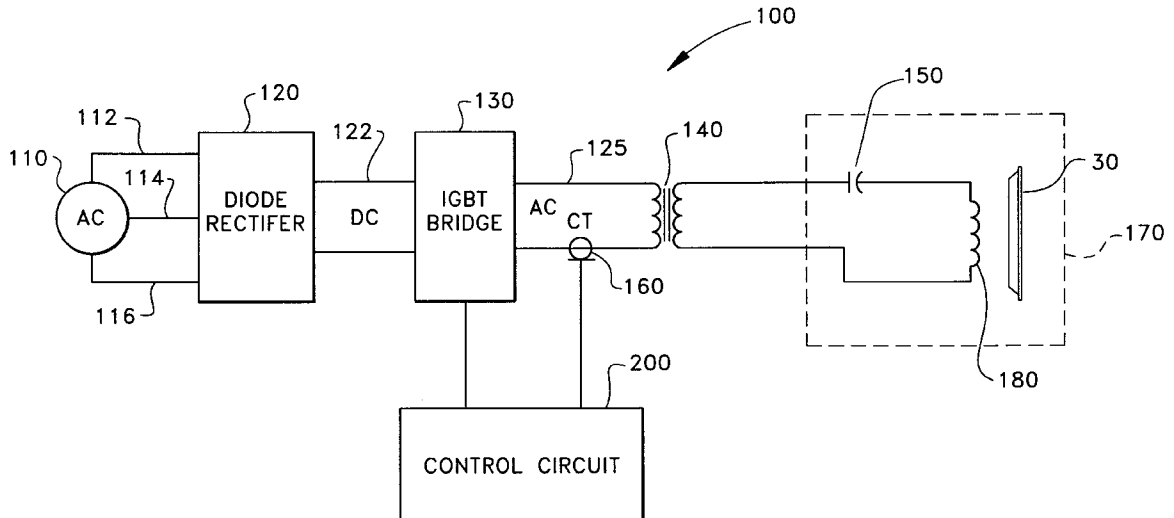 100
120
130
150
112
122
140
125
30
110
114
AC
DIODE
RECTIFER
DC
IGBT
BRIDGE
AC
CT
170
116
160
180
200
CONTROL CIRCUIT